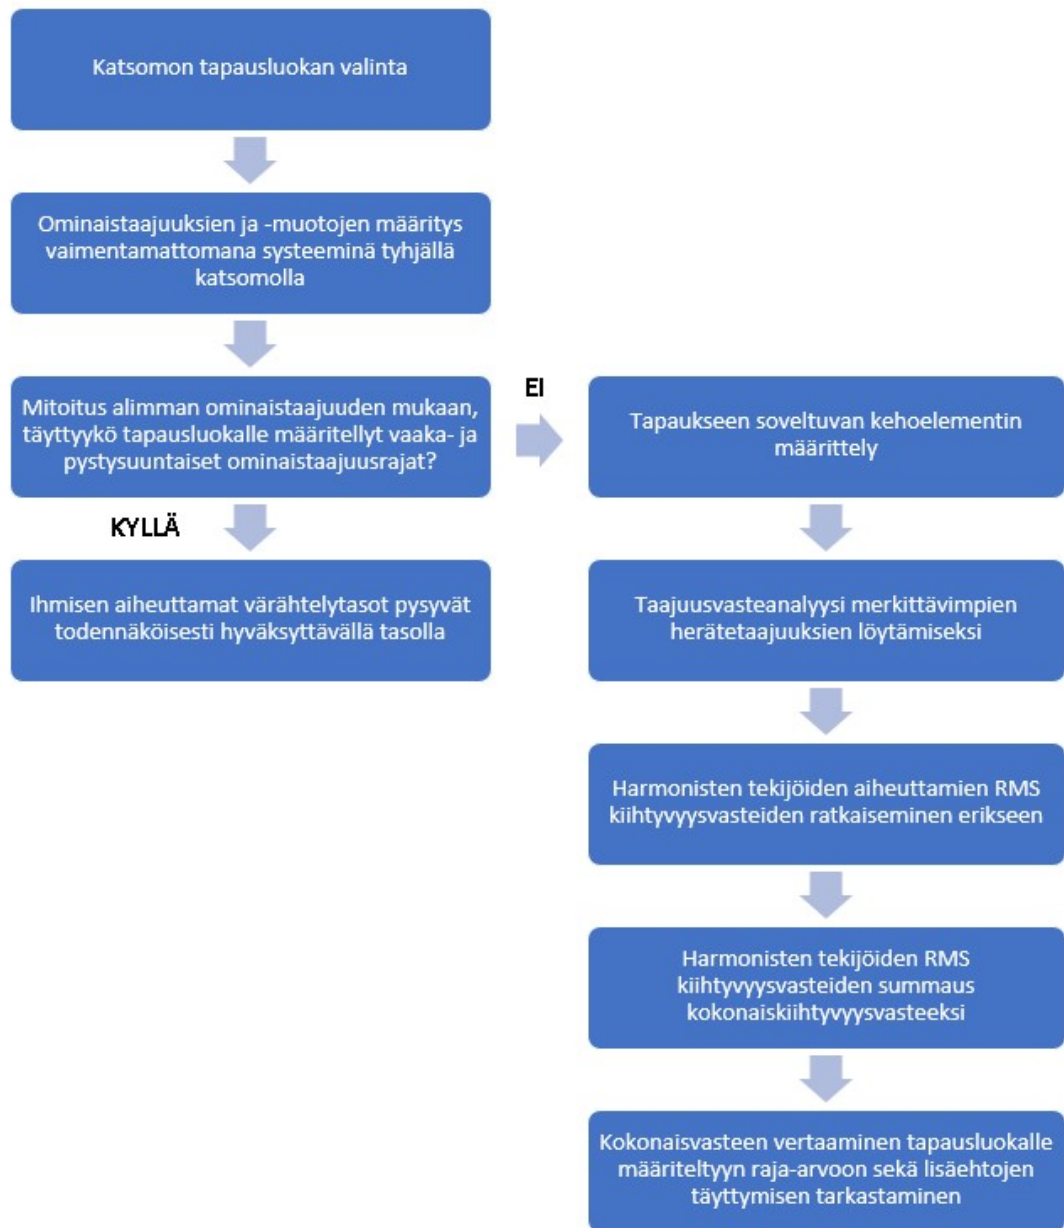 Katsomon tapausluokan valinta
Ominaistaajuuksien ja -muotojen määritys
vaimentamattomana systeeminä tyhjällä
katsomolla
Mitoitus alimman ominaistaajuuden mukaan,
täyttyykö tapausluokalle määritellyt vaaka- ja
pystysuuntaiset ominaistaajuusrajat?
KYLLÄ
Ihmisen aiheuttamat värähtelytasot pysyvät
todennäköisesti hyväksyttävällä tasolla
EI
Tapaukseen soveltuvan kehoelementin
määrittely
Taajuusvasteanalyysi merkittävimpien
herätetaajuuksien löytämiseksi
Harmonisten tekijöiden aiheuttamien RMS
kiihtyvyysvasteiden ratkaiseminen erikseen
Harmonisten tekijöiden RMS
kiihtyvyysvasteiden summaus
kokonaiskiihtyvyysvasteeksi
Kokonaisvasteen vertaaminen tapausluokalle
määriteltyyn raja-arvoon sekä lisäehtojen
täyttymisen tarkastaminen